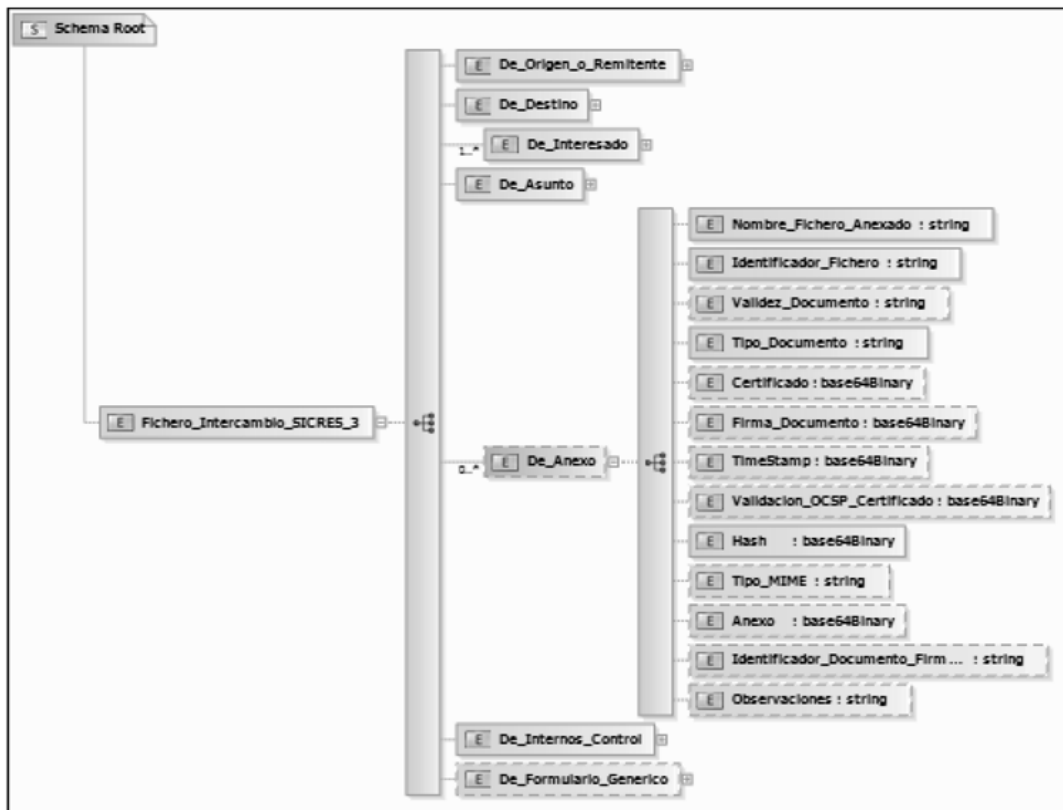 S Schema Root
E De_Origen_o_Remitente
E De_Destino
1..* E De_Interesado
E De_Asunto
E Fichero_Intercambio_SICRES_3
0..* E De_Anexo
E Nombre_Fichero_Anexado : string
E Identificador_Fichero : string
E Validez_Documento : string
E Tipo_Documento : string
E Certificado : base64Binary
E Firma_Documento : base64Binary
E TimeStamp : base64Binary
E Validacion_OCSP_Certificado : base64Binary
E Hash : base64Binary
E Tipo_MIME : string
E Anexo : base64Binary
E Identificador_Documento_Firm ... : string
E Observaciones : string
E De_Internos_Control
E De_Formulario_Generico